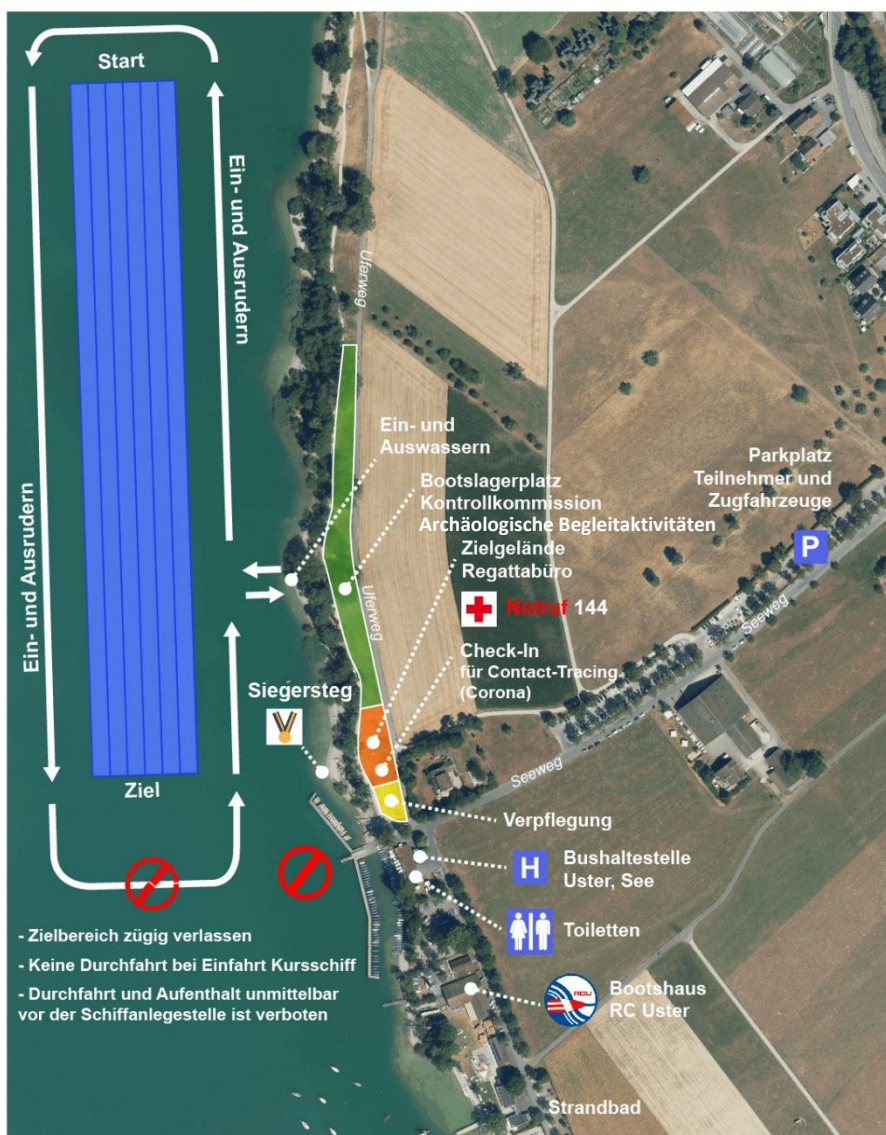 Start
Ein- und Ausrudern
Ein- und Ausrudern
Uferweg
Ein- und
Auswassern
Bootslagerplatz
Kontrollkommission
Archäologische Begleitaktivitäten
Zielgelände
Regattabüro
Notruf 144
Parkplatz
Teilnehmer und
Zugfahrzeuge
P
Seeweg
Uferweg
Check-In
für Contact-Tracing
(Corona)
Siegersteg
Seeweg
Ziel
Verpflegung
H
Bushaltestelle
Uster, See
Toiletten
- Zielbereich zügig verlassen
- Keine Durchfahrt bei Einfahrt Kursschiff
- Durchfahrt und Aufenthalt unmittelbar
vor der Schiffanlegestelle ist verboten
RCU
Bootshaus
RC Uster
Strandbad